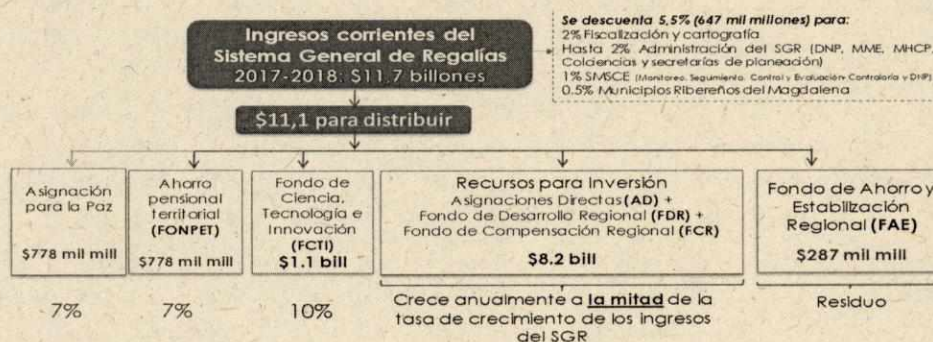 Ingresos corrientes del
Sistema General de Regalías
2017-2018: $11.7 billones
Se descuenta 5,5% (647 mil millones) para:
2% Fiscalización y cartografía
Hasta 2% Administración del SGR (DNP, MME, MHCP,
Colciencias y secretarías de planeación)
1% SMSCE (Monitoreo, Seguimiento, Control y Evaluación- Contraloría y DNP)
0.5% Municipios Ribereños del Magdalena
$11,1 para distribuir
Asignación
para la Paz
$778 mil mill
Ahorro
pensional
territorial
(FONPET)
$778 mil mill
Fondo de
Ciencia,
Tecnología e
Innovación
(FCTI)
$1.1 bill
Recursos para Inversión
Asignaciones Directas (AD) +
Fondo de Desarrollo Regional (FDR) +
Fondo de Compensación Regional (FCR)
$8.2 bill
Fondo de Ahorro y
Estabilización
Regional (FAE)
$287 mil mill
7%
7%
10%
Crece anualmente a la mitad de la
tasa de crecimiento de los ingresos
del SGR
Residuo